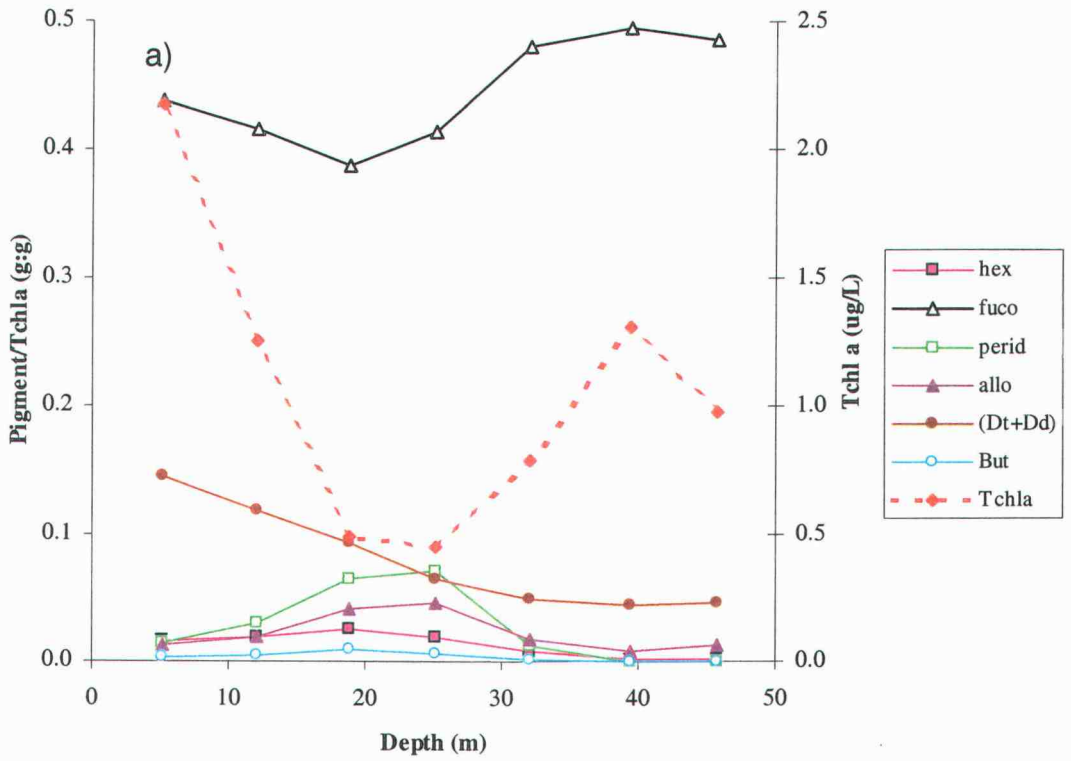 a)
0.5
0.4
0.3
0.2
0.1
0.0
Pigment/Tchla (g:g)
2.5
2.0
1.5
1.0
0.5
0.0
Tchl a (ug/L)
0
10
20
30
40
50
Depth (m)
hex
fuco
perid
allo
(Dt+Dd)
But
Tchla